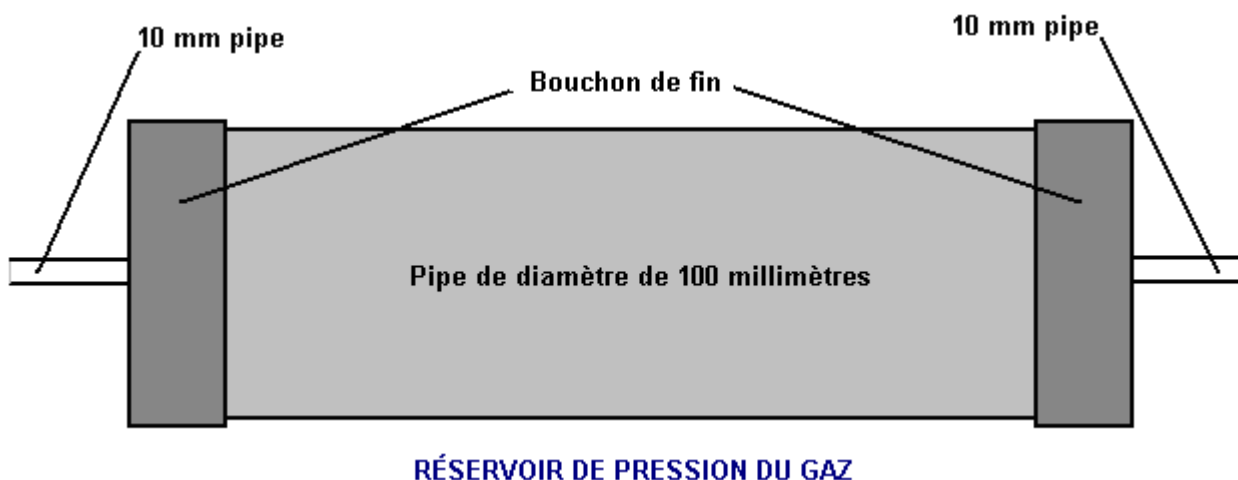 10 mm pipe
10 mm pipe
Bouchon de fin
Pipe de diamètre de 100 millimètres
RÉSERVOIR DE PRESSION DU GAZ